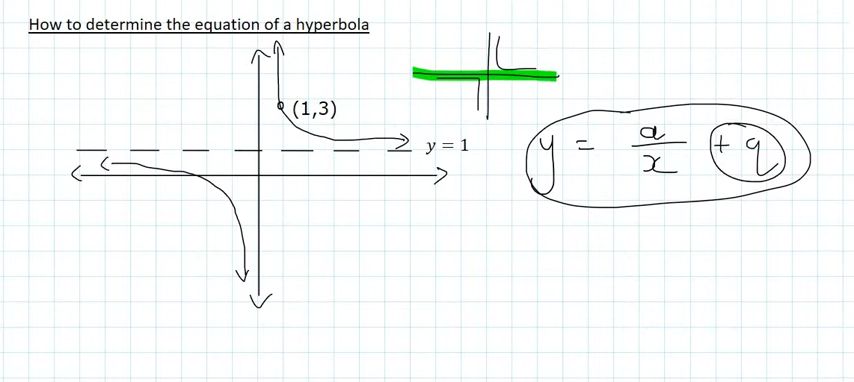 How to determine the equation of a hyperbola
(1,3)
y = 1
y = a/x + q